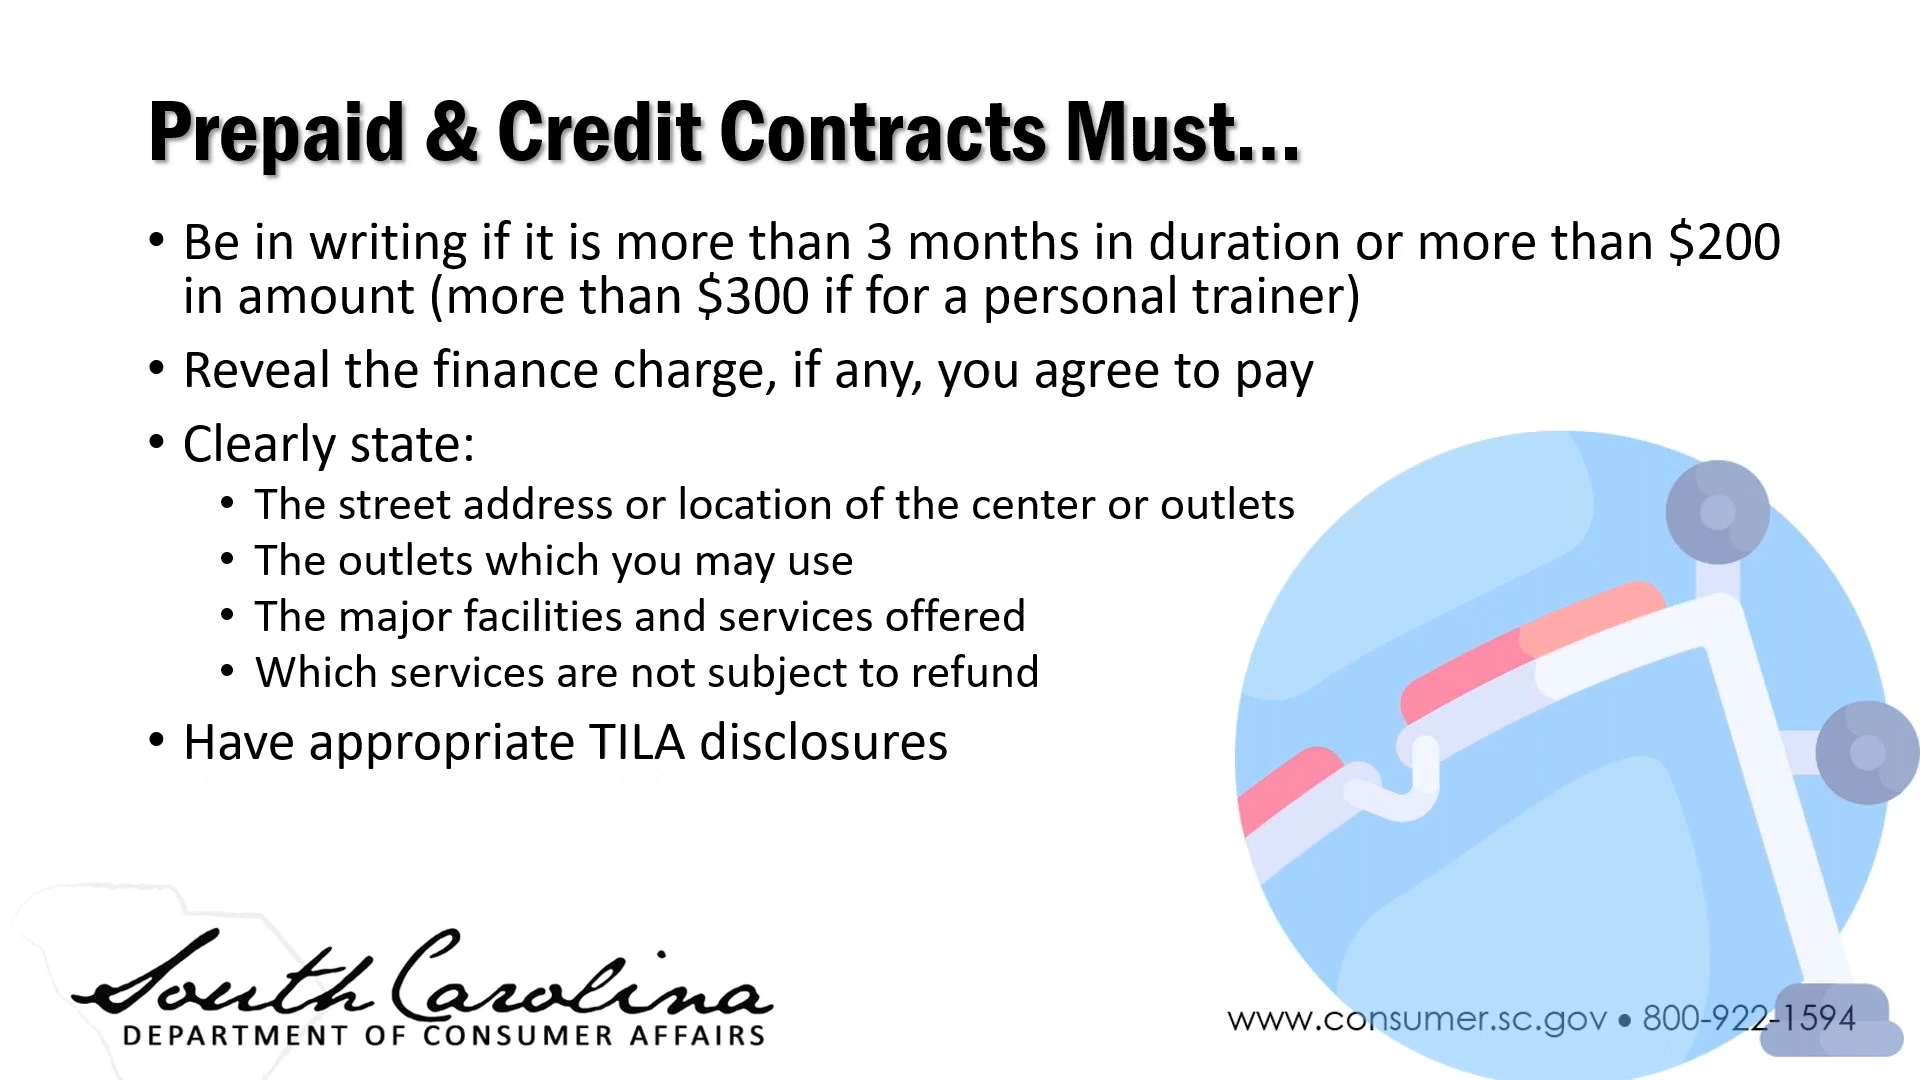 Prepaid & Credit Contracts Must...
• Be in writing if it is more than 3 months in duration or more than $200
in amount (more than $300 if for a personal trainer)
• Reveal the finance charge, if any, you agree to pay
• Clearly state:
• The street address or location of the center or outlets
• The outlets which you may use
• The major facilities and services offered
• Which services are not subject to refund
• Have appropriate TILA disclosures
South Carolina
DEPARTMENT OF CONSUMER AFFAIRS
www.consumer.sc.gov • 800-922-1594